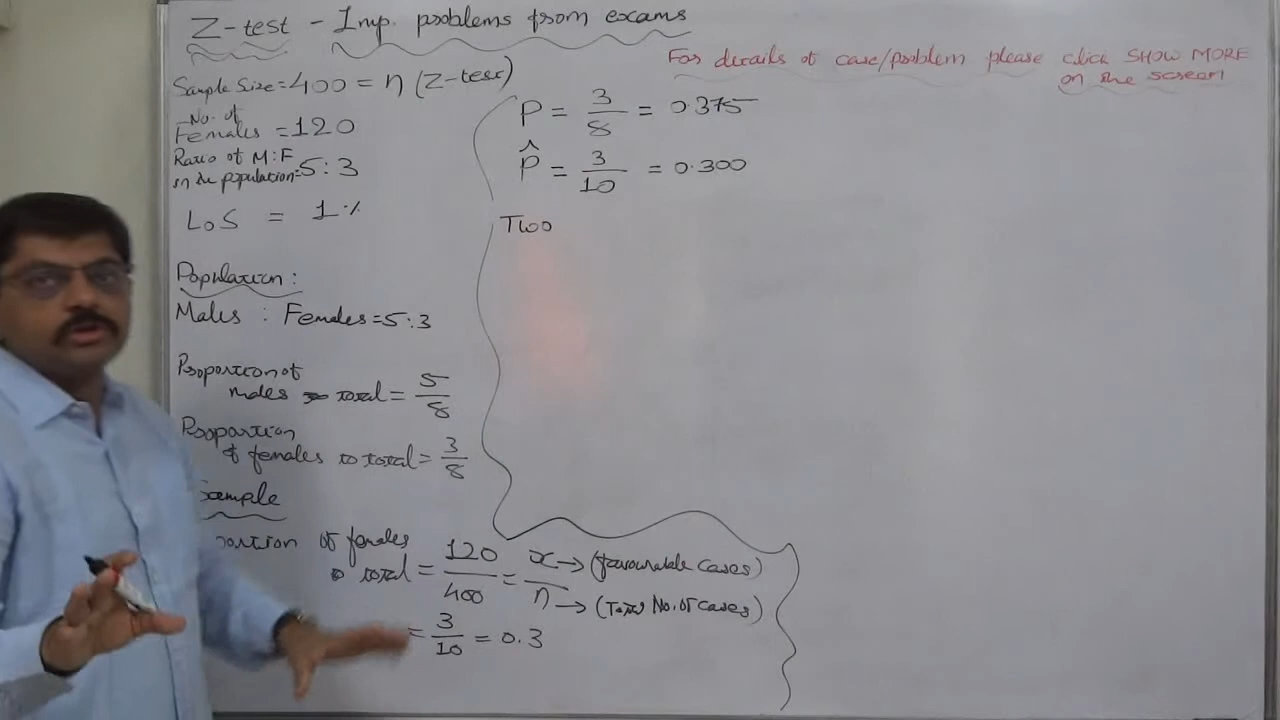 Z-test - Imp. problems from exams
For details of case/problem please click SHOW MORE
on the screen
Sample Size = 400 = n (Z-test)
No. of
Females = 120
Ratio of M:F
in the population = 5:3
LoS = 1%
Population:
Males : Females = 5:3
Proportion of
males to total = 5/8
Proportion
of females to total = 3/8
Sample
of females
to total = 120/400 = x/n → (favourable cases) → (Total No. of cases)
= 3/10 = 0.3
P = 3/8 = 0.375
P̂ = 3/10 = 0.300
Two